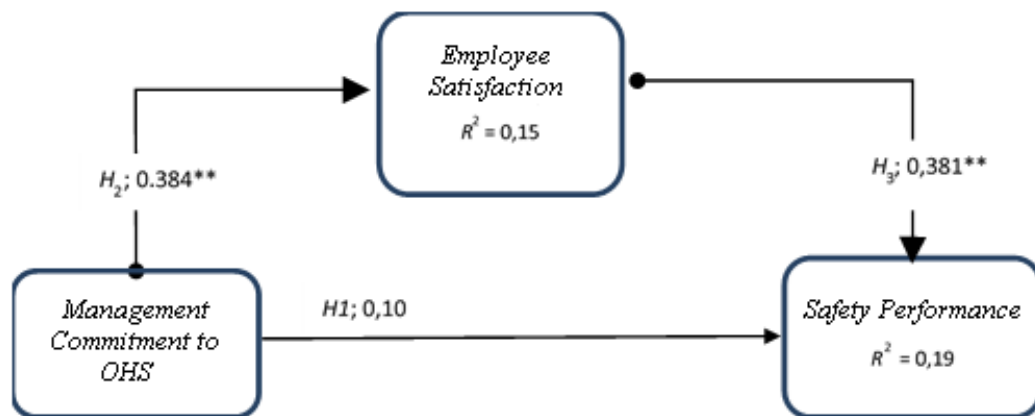 Employee
Satisfaction
R² = 0,15
H₂; 0.384**
H₃; 0,381**
Management
Commitment to
OHS
H1; 0,10
Safety Performance
R² = 0,19